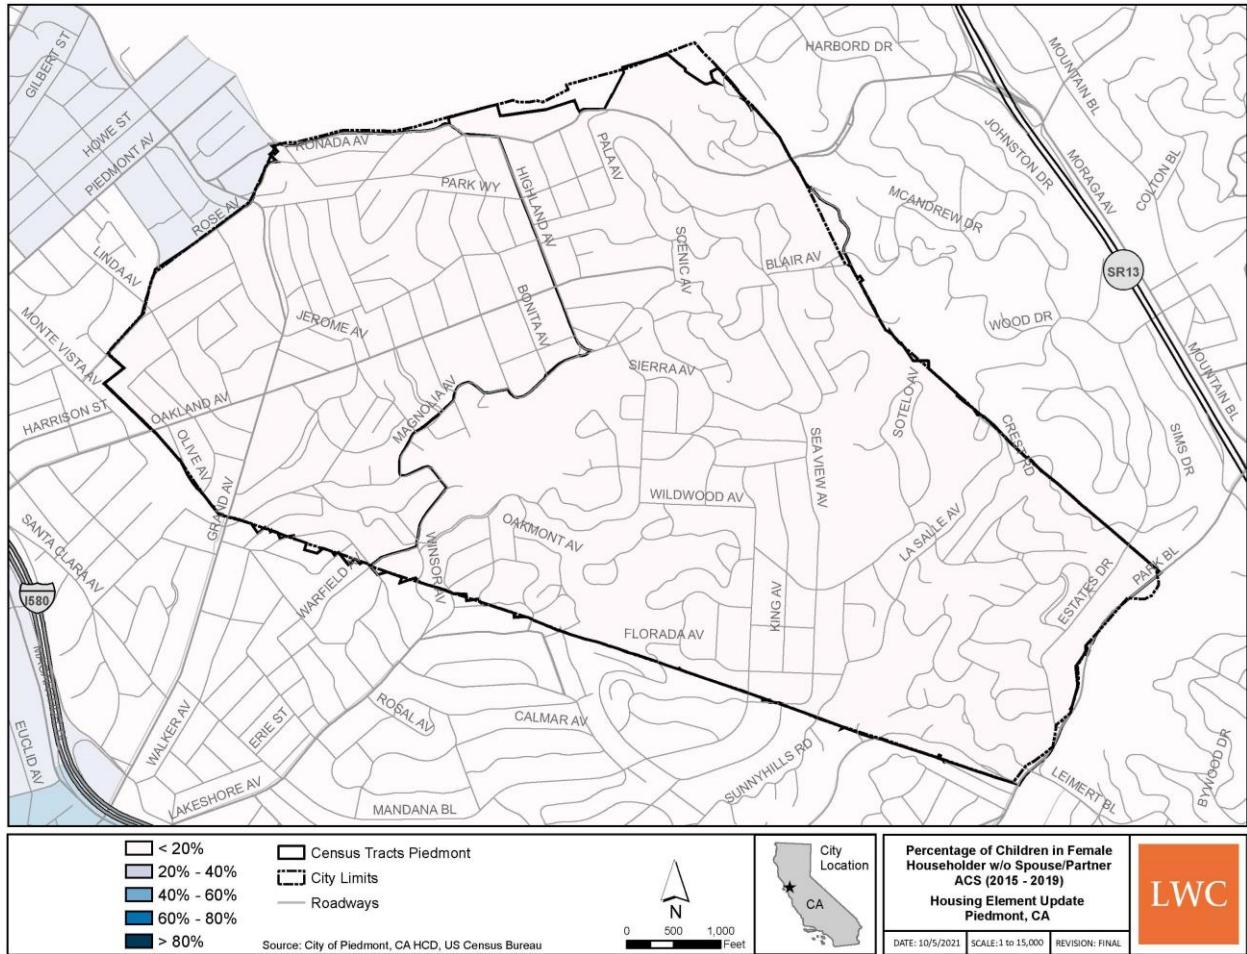 HARBORD DR
MOUNTAIN BL
GILBERT ST
HOWE ST
PIEDMONT AV
RONADA AV
JOHNSTON DR
MORAGA AV
COLTON BL
PALA AV
PARK WY
HIGHLAND AV
MCANDREW DR
ROSE AV
SCENIC AV
BLAIR AV
LINDA AV
SR13
BONITA AV
JEROME AV
WOOD DR
MONTE VISTA AV
MOUNTAIN BL
SIERRA AV
SOTELO AV
HARRISON ST
OAKLAND AV
MAGNOLIA AV
OLIVE AV
SEA VIEW AV
CREST RD
SIMS DR
WILDWOOD AV
GRAND AV
OAKMONT AV
LA SALLE AV
SANTA CLARA AV
WINSOR AV
WARFIELD AV
PARK BL
ESTATES DR
I580
KING AV
FLORADA AV
ROSAL AV
CALMAR AV
EUCLID AV
WALKER AV
ERIE ST
SUNNYHILLS RD
BYWOOD DR
LEIMERT BL
LAKESHORE AV
MANDANA BL
< 20%
20% - 40%
40% - 60%
60% - 80%
> 80%
Census Tracts Piedmont
City Limits
Roadways
Source: City of Piedmont, CA HCD, US Census Bureau
N
0 500 1,000
Feet
City
Location
CA
Percentage of Children in Female
Householder w/o Spouse/Partner
ACS (2015 - 2019)
Housing Element Update
Piedmont, CA
DATE: 10/5/2021
SCALE: 1 to 15,000
REVISION: FINAL
LWC